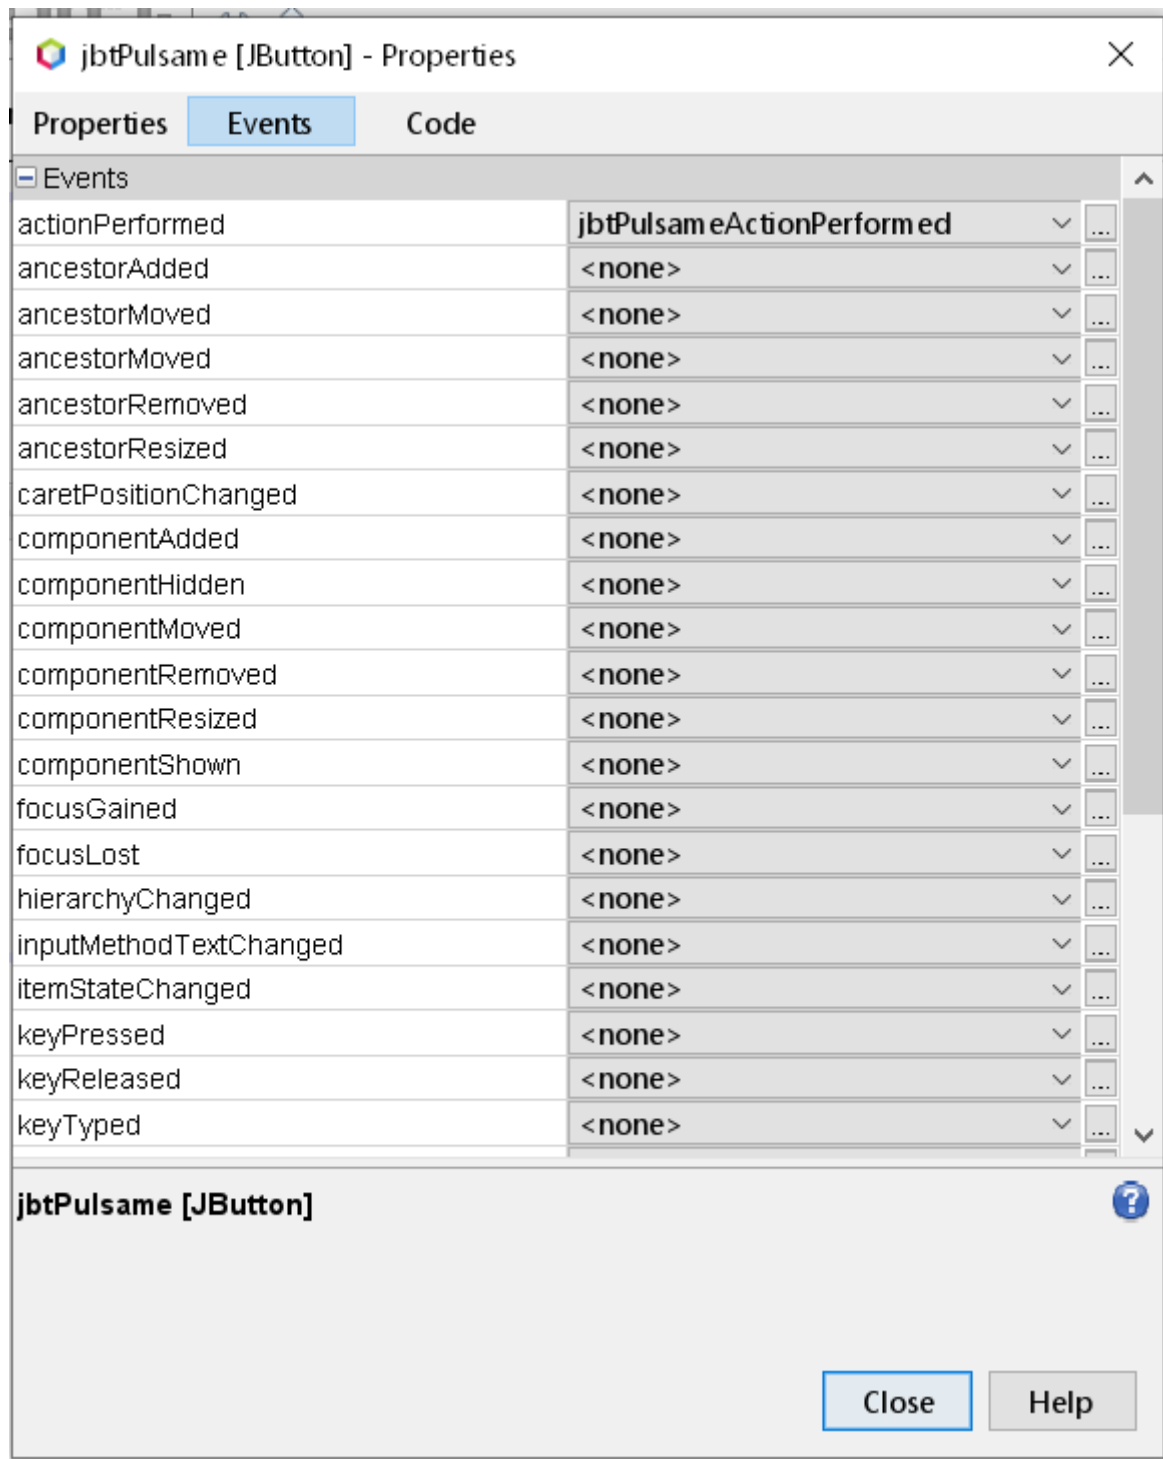 jbtPulsame [JButton] - Properties
Properties Events Code
Events
actionPerformed jbtPulsameActionPerformed ...
ancestorAdded <none> ...
ancestorMoved <none> ...
ancestorMoved <none> ...
ancestorRemoved <none> ...
ancestorResized <none> ...
caretPositionChanged <none> ...
componentAdded <none> ...
componentHidden <none> ...
componentMoved <none> ...
componentRemoved <none> ...
componentResized <none> ...
componentShown <none> ...
focusGained <none> ...
focusLost <none> ...
hierarchyChanged <none> ...
inputMethodTextChanged <none> ...
itemStateChanged <none> ...
keyPressed <none> ...
keyReleased <none> ...
keyTyped <none> ...
jbtPulsame [JButton]
Close Help